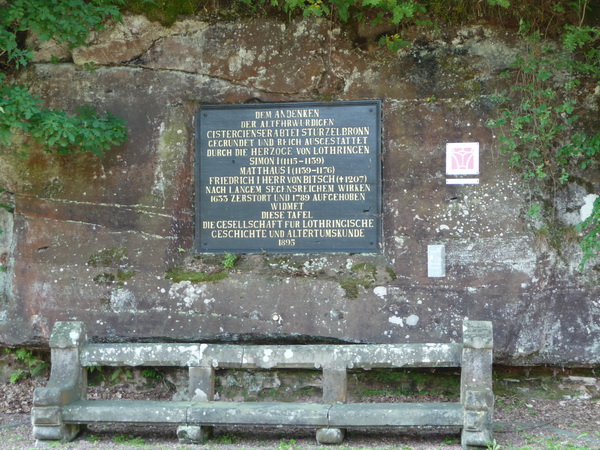 DEM ANDENKEN
DER ALTEHRWÜRDIGEN
CISTERCIENSERABTEI STÜRZELBRONN
GEGRÜNDET UND REICH AUSGESTATTET
DURCH DIE HERZÖGE VON LOTHRINGEN
SIMON I (1115-1139)
MATTHÄUS I (1139-1176)
FRIEDRICH I HERR VON BITSCH (✝1207)
NACH LANGEM SEGENSREICHEM WIRKEN
1633 ZERSTÖRT UND 1789 AUFGEHOBEN
WIDMET
DIESE TAFEL
DIE GESELLSCHAFT FÜR LOTHRINGISCHE
GESCHICHTE UND ALTERTUMSKUNDE
1895